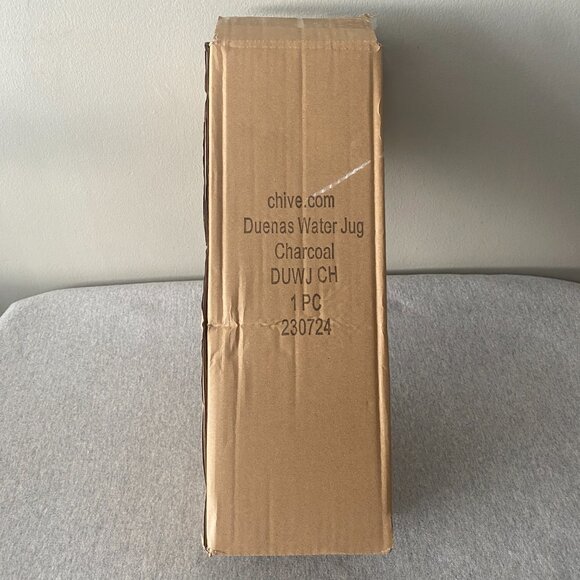 chive.com
Duenas Water Jug
Charcoal
DUWJ CH
1 PC
230724